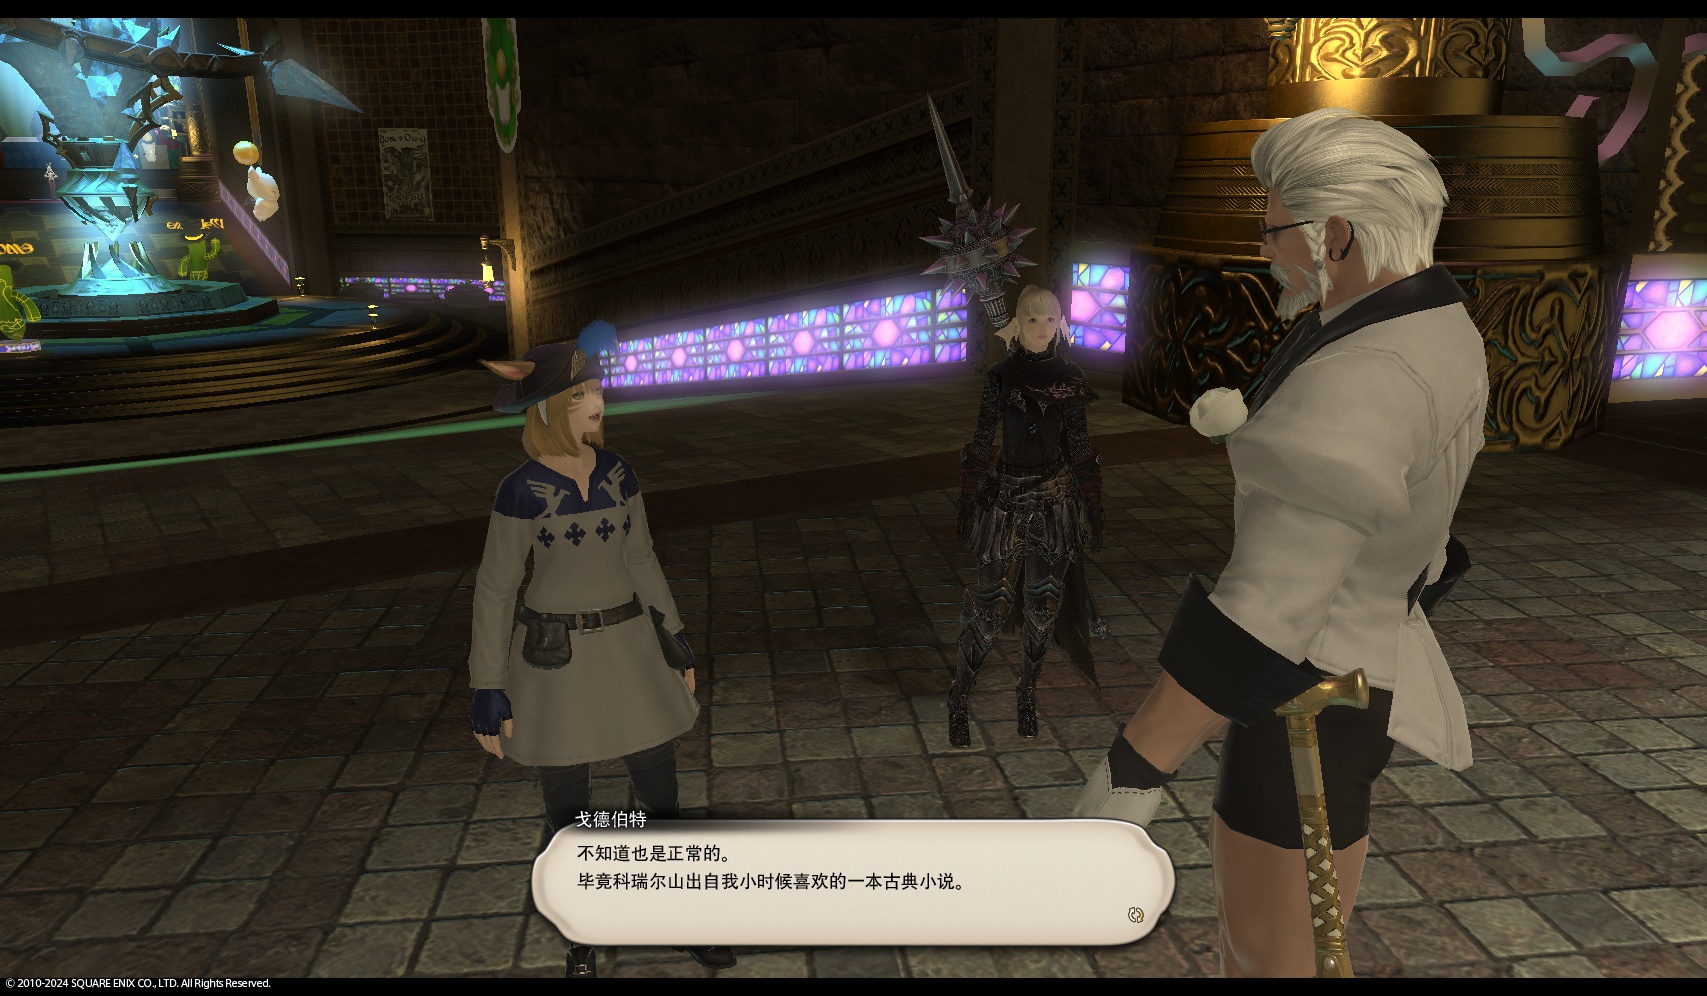 戈德伯特
不知道也是正常的。
毕竟科瑞尔山出自我小时候喜欢的一本古典小说。
© 2010-2024 SQUARE ENIX CO., LTD. All Rights Reserved.